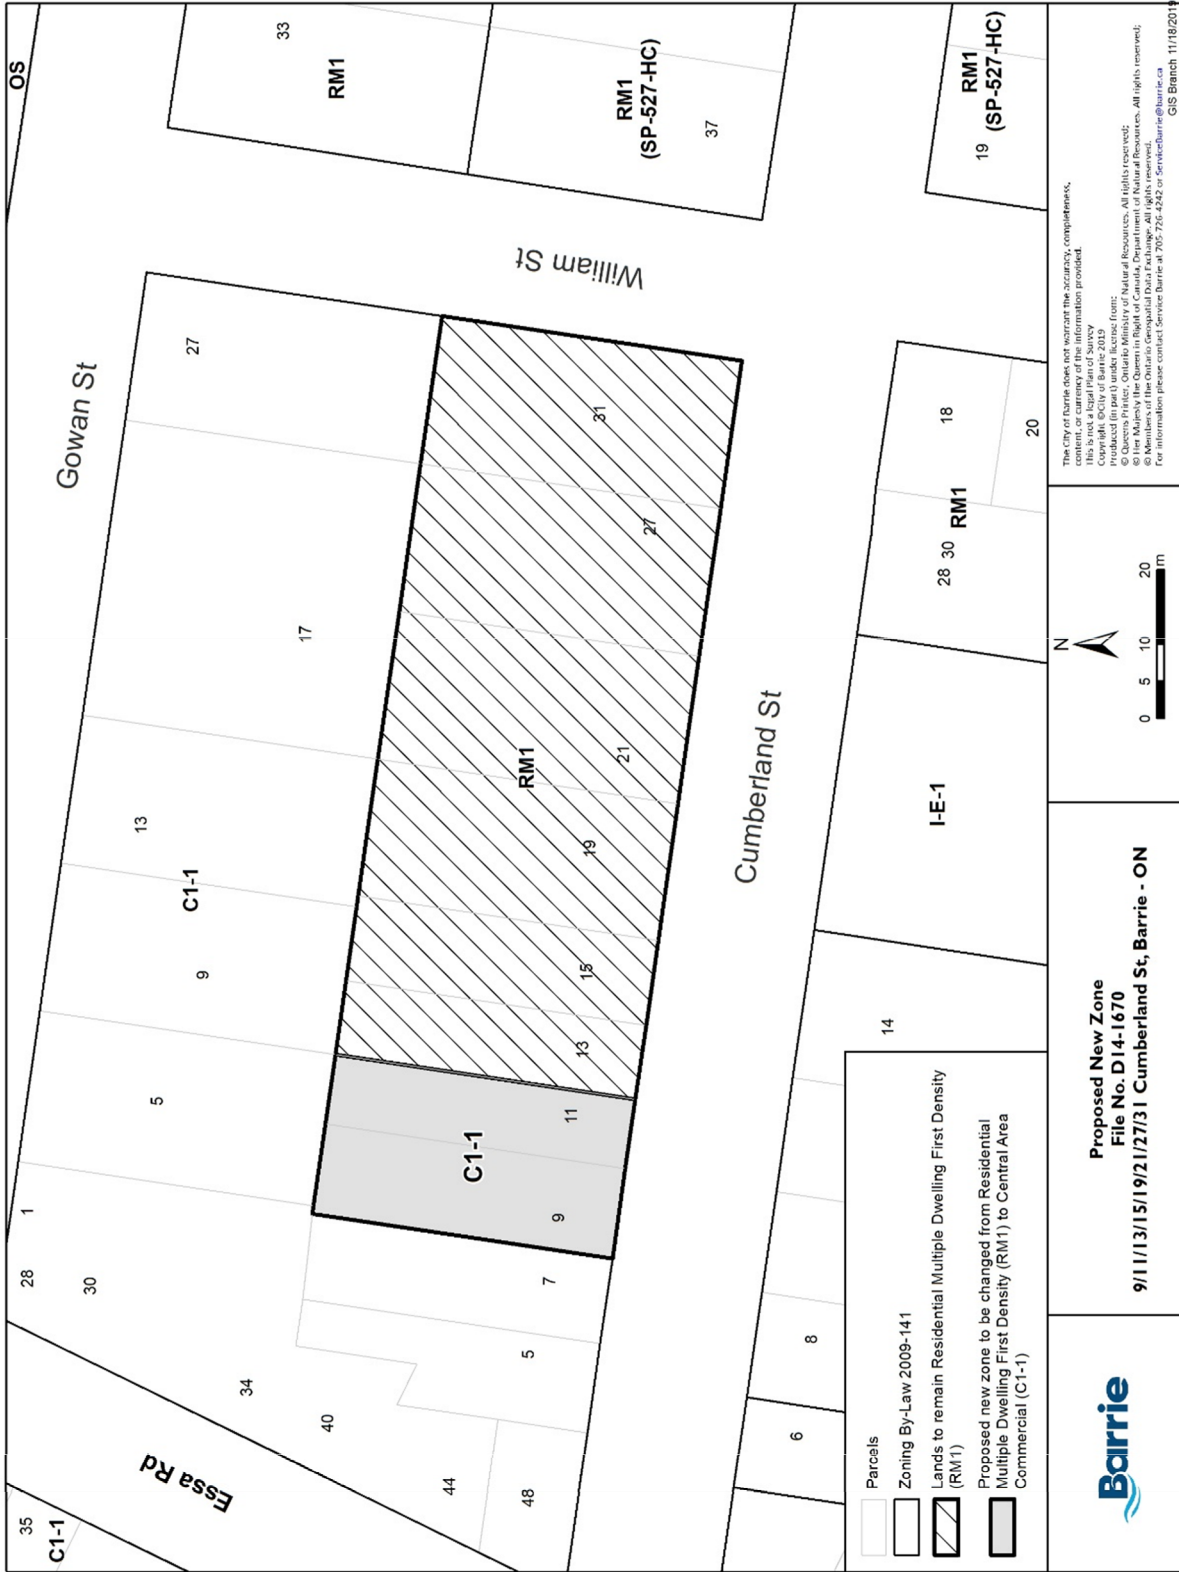 OS
33
RM1
RM1
(SP-527-HC)
37
RM1
(SP-527-HC)
19
Gowan St
William St
27
17
13
C1-1
9
5
1
28
30
34
40
44
48
Essa Rd
35
C1-1
31
27
21
RM1
19
15
13
11
C1-1
9
7
5
Cumberland St
18
20
RM1
28 30
I-E-1
14
8
6
Parcels
Zoning By-Law 2009-141
Lands to remain Residential Multiple Dwelling First Density
(RM1)
Proposed new zone to be changed from Residential
Multiple Dwelling First Density (RM1) to Central Area
Commercial (C1-1)
Barrie
Proposed New Zone
File No. D14-1670
9/11/13/15/19/21/27/31 Cumberland St, Barrie - ON
N
0 5 10 20
m
The City of Barrie does not warrant the accuracy, completeness,
content, or currency of the information provided.
This is not a legal Plan of Survey
Copyright ©City of Barrie 2019
Produced (in part) under license from:
© Queens Printer, Ontario Ministry of Natural Resources. All rights reserved;
© Her Majesty the Queen in Right of Canada, Department of Natural Resources. All rights reserved;
© Members of the Ontario Geospatial Data Exchange. All rights reserved.
For information please contact Service Barrie at 705-726-4242 or ServiceBarrie@barrie.ca
GIS Branch 11/18/2019